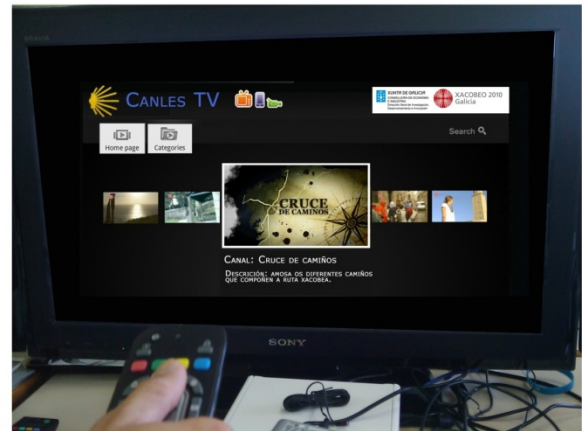 BRAVIA
CANLES TV
XUNTA DE GALICIA
XACOBEO 2010
Galicia
Home page
Categories
Search
CRUCE
DE CAMINOS
CANAL: CRUCE DE CAMIÑOS
DESCRICIÓN: AMOSA OS DIFERENTES CAMIÑOS
QUE COMPOÑEN A RUTA XACOBEA.
SONY